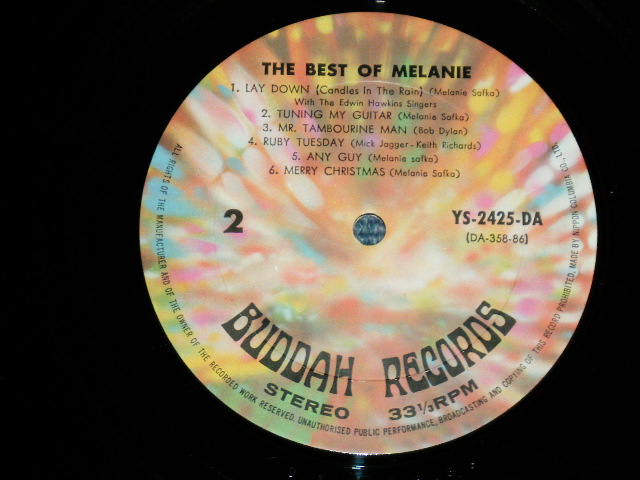 THE BEST OF MELANIE
1. LAY DOWN (Candles In The Rain) (Melanie Safka)
With The Edwin Hawkins Singers
2. TUNING MY GUITAR (Melanie Safka)
3. MR. TAMBOURINE MAN (Bob Dylan)
4. RUBY TUESDAY (Mick Jagger-Keith Richards)
5. ANY GUY (Melanie safka)
6. MERRY CHRISTMAS (Melanie Safka)
2
YS-2425-DA
(DA-358-86)
BUDDAH RECORDS
STEREO 33⅓RPM
ALL RIGHTS OF THE MANUFACTURER AND OF THE OWNER OF THE RECORDED WORK RESERVED. UNAUTHORISED PUBLIC PERFORMANCE, BROADCASTING AND COPYING OF THIS RECORD PROHIBITED. MADE BY NIPPON COLUMBIA CO., LTD.